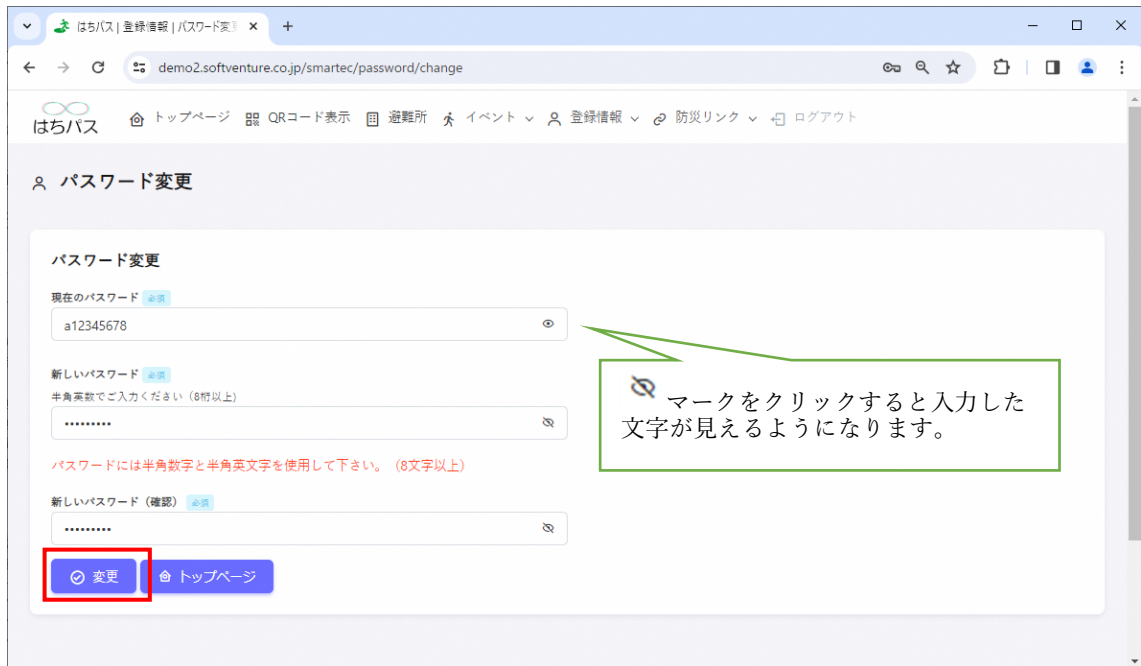 はちパス | 登録情報 | パスワード変更
demo2.softventure.co.jp/smartec/password/change
はちパス
トップページ QRコード表示 避難所 イベント 登録情報 防災リンク ログアウト
パスワード変更
パスワード変更
現在のパスワード 必須
a12345678
新しいパスワード 必須
半角英数でご入力ください（8桁以上）
•••••••••
パスワードには半角数字と半角英文字を使用して下さい。（8文字以上）
新しいパスワード（確認） 必須
•••••••••
変更 トップページ
マークをクリックすると入力した
文字が見えるようになります。